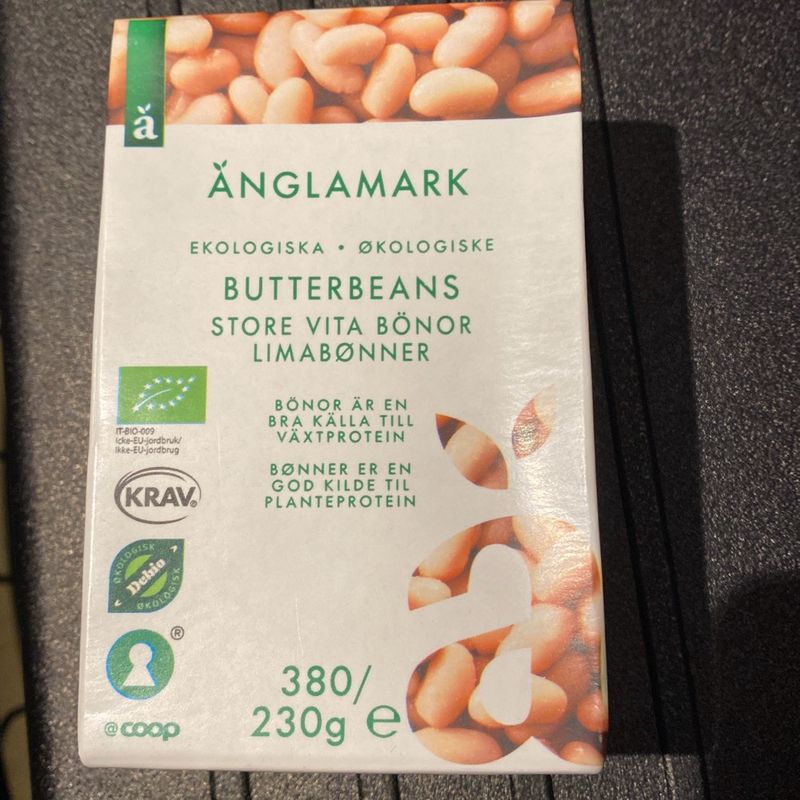 ä
ÄNGLAMARK
EKOLOGISKA • ØKOLOGISKE
BUTTERBEANS
STORE VITA BÖNOR
LIMABØNNER
BÖNOR ÄR EN
BRA KÄLLA TILL
VÄXTPROTEIN
BØNNER ER EN
GOD KILDE TIL
PLANTEPROTEIN
IT-BIO-009
Icke-EU-jordbruk/
Ikke-EU-jordbrug
KRAV®
ØKOLOGISK
Debio
ØKOLOGISK
®
coop
380/
230g ℮